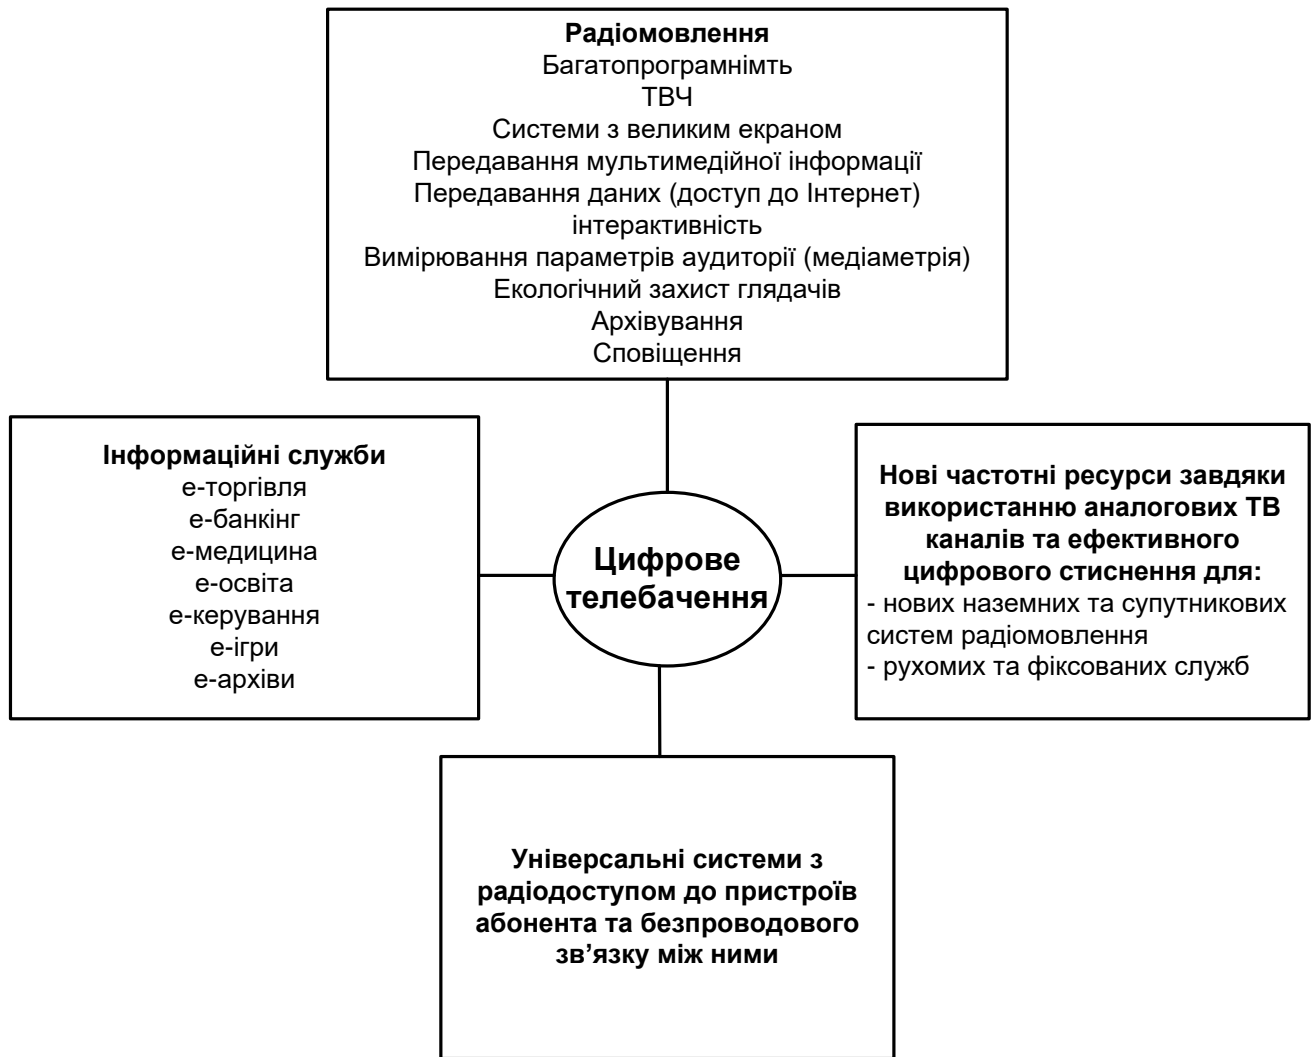 Радіомовлення
Багатопрограмнімть
ТВЧ
Системи з великим екраном
Передавання мультимедійної інформації
Передавання даних (доступ до Інтернет)
інтерактивність
Вимірювання параметрів аудиторії (медіаметрія)
Екологічний захист глядачів
Архівування
Сповіщення
Інформаційні служби
е-торгівля
е-банкінг
е-медицина
е-освіта
е-керування
е-ігри
е-архіви
Цифрове
телебачення
Нові частотні ресурси завдяки
використанню аналогових ТВ
каналів та ефективного
цифрового стиснення для:
- нових наземних та супутникових
систем радіомовлення
- рухомих та фіксованих служб
Універсальні системи з
радіодоступом до пристроїв
абонента та безпроводового
зв’язку між ними